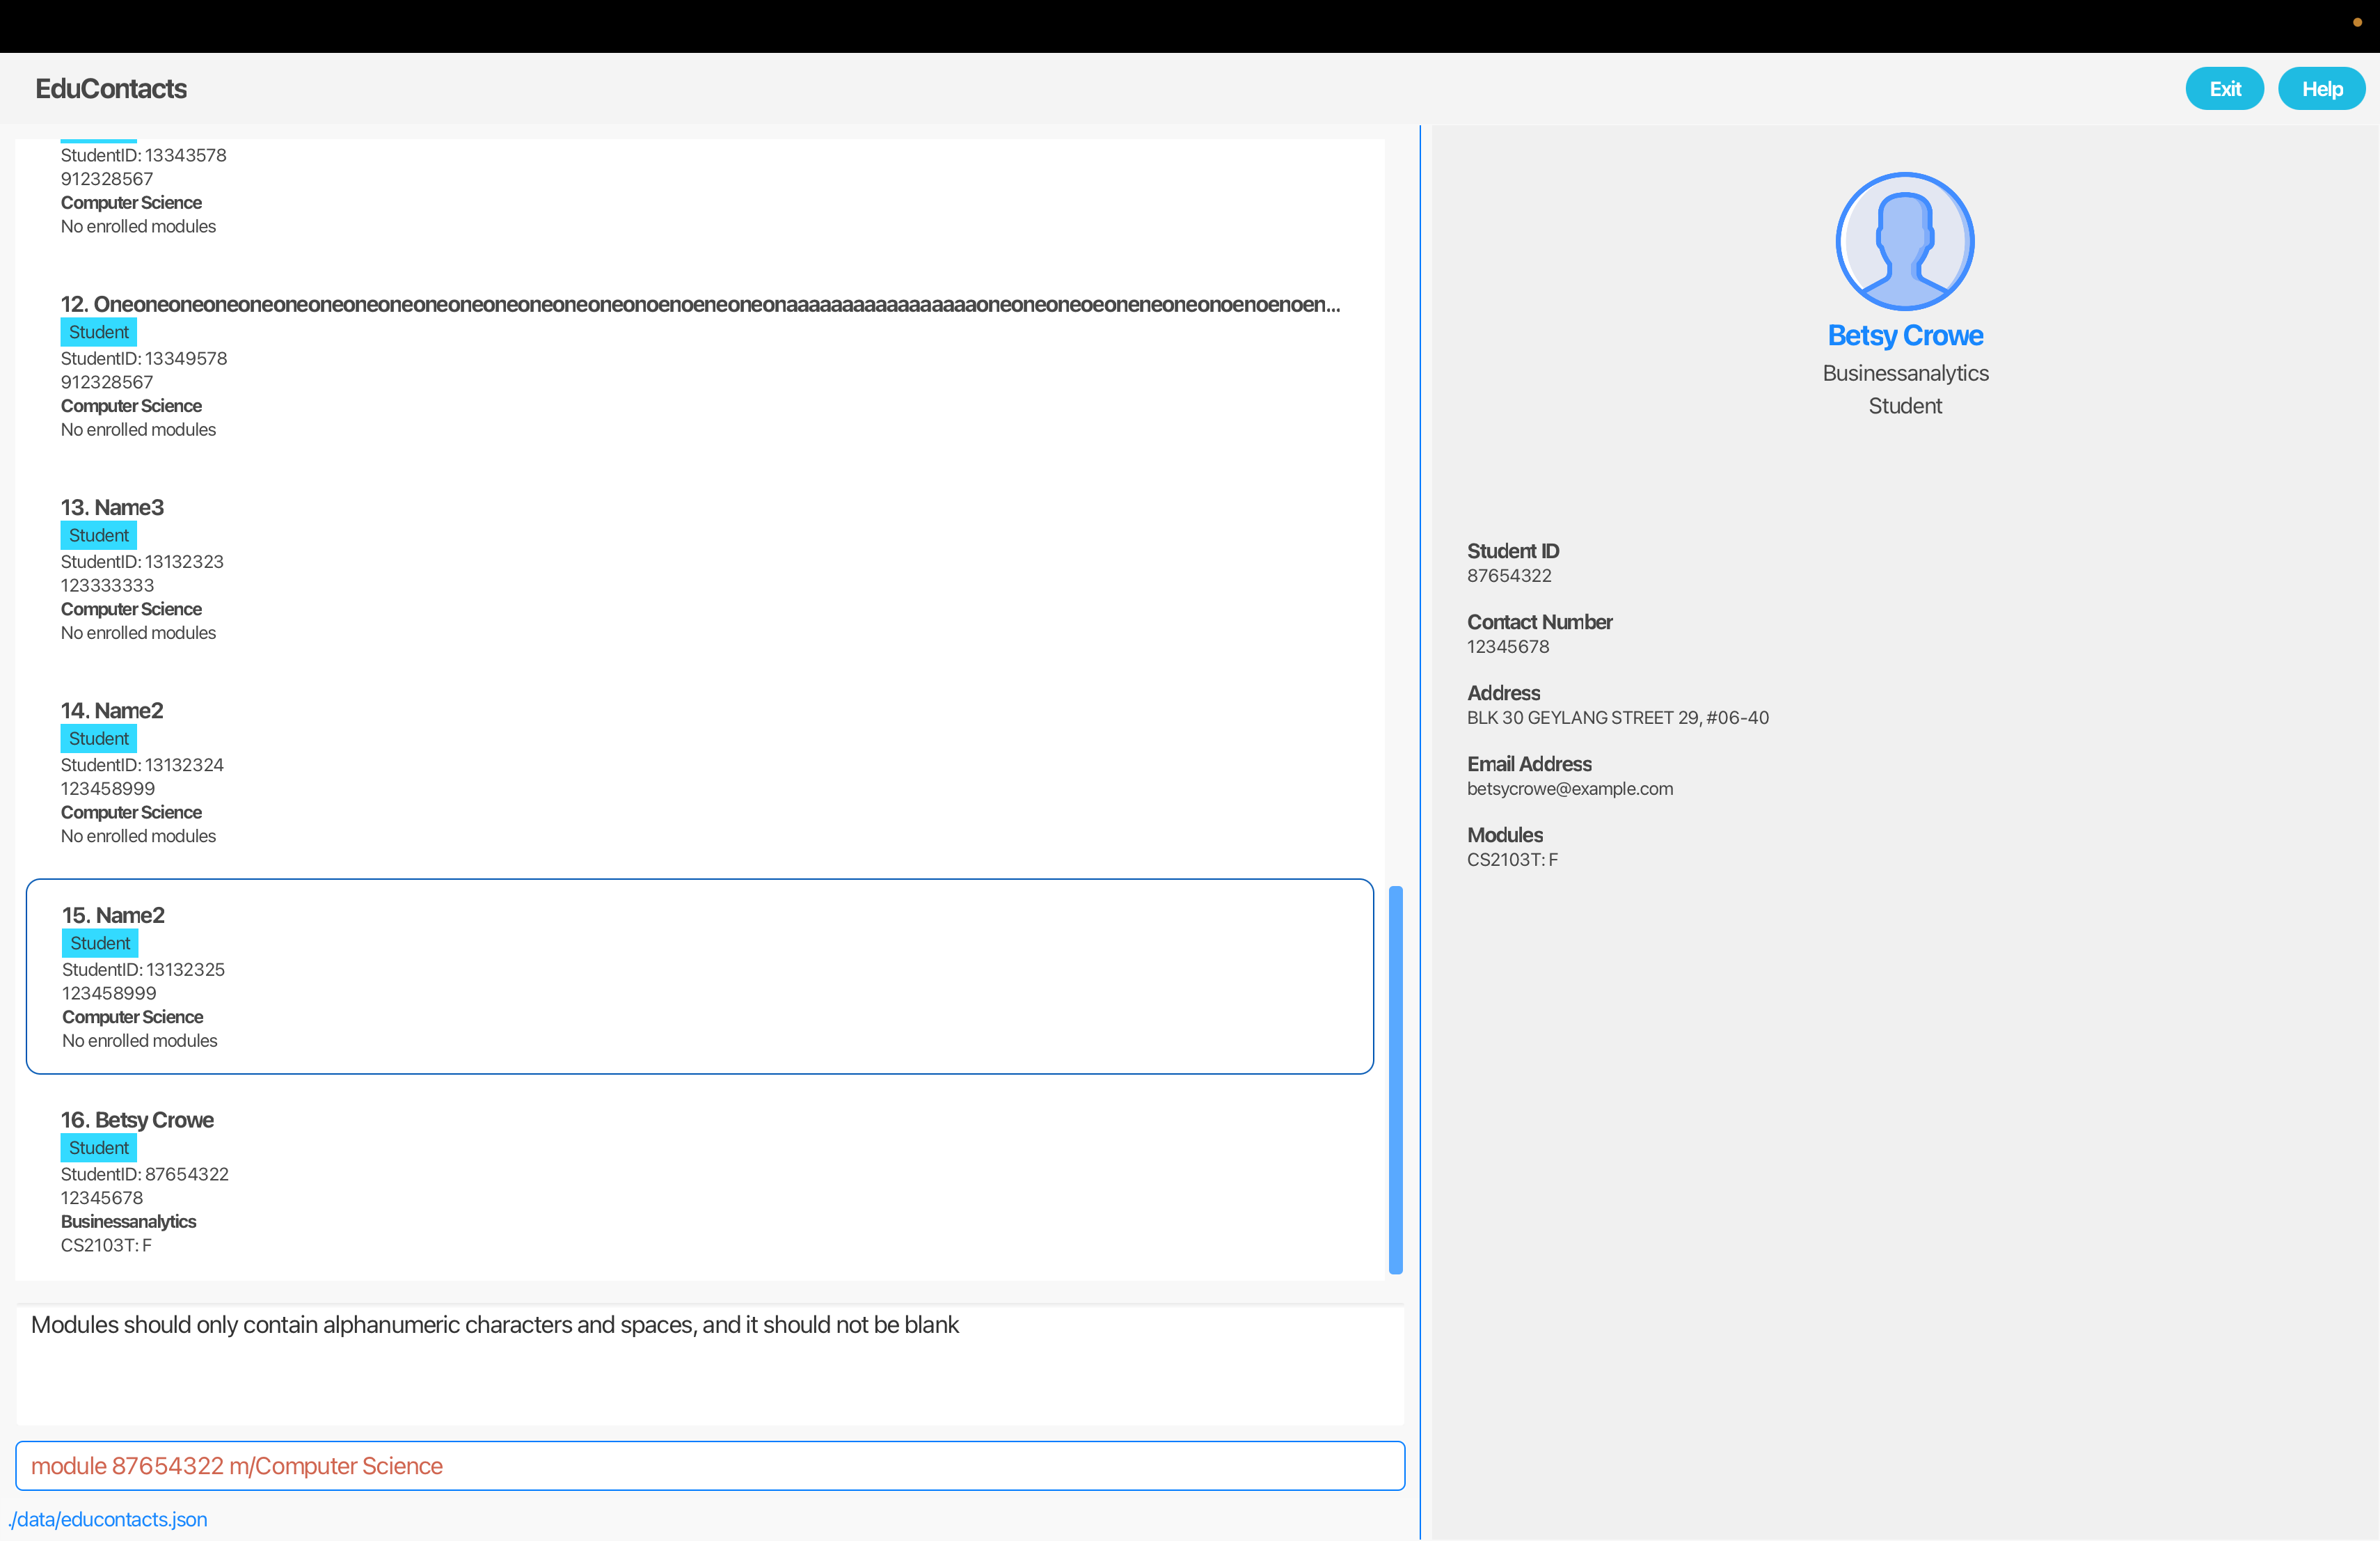 EduContacts
Exit
Help
StudentID: 13343578
912328567
Computer Science
No enrolled modules
12. Oneoneoneoneoneoneoneoneoneoneoneoneoneoneoneonoenoeneoneonaaaaaaaaaaaaaaaaaoneoneoneoeoneneoneonoenoenoen...
Student
StudentID: 13349578
912328567
Computer Science
No enrolled modules
13. Name3
Student
StudentID: 13132323
123333333
Computer Science
No enrolled modules
14. Name2
Student
StudentID: 13132324
123458999
Computer Science
No enrolled modules
15. Name2
Student
StudentID: 13132325
123458999
Computer Science
No enrolled modules
16. Betsy Crowe
Student
StudentID: 87654322
12345678
Businessanalytics
CS2103T: F
Modules should only contain alphanumeric characters and spaces, and it should not be blank
module 87654322 m/Computer Science
./data/educontacts.json
Betsy Crowe
Businessanalytics
Student
Student ID
87654322
Contact Number
12345678
Address
BLK 30 GEYLANG STREET 29, #06-40
Email Address
betsycrowe@example.com
Modules
CS2103T: F